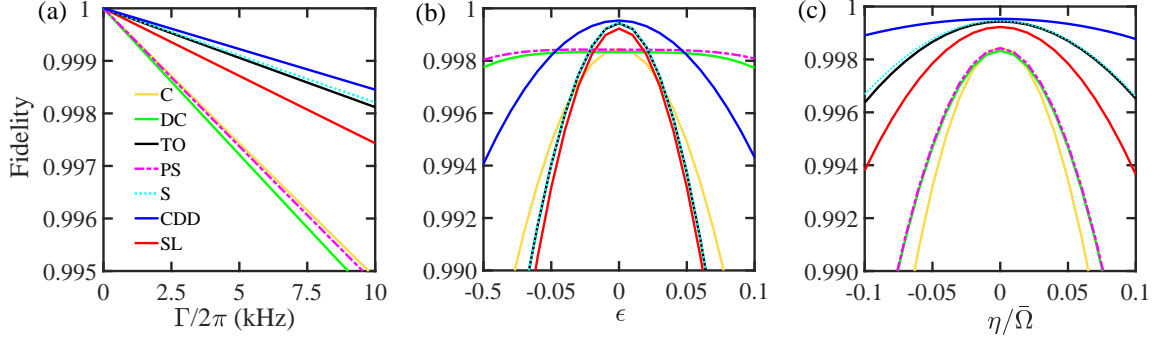 (a)
Fidelity
1
0.999
0.998
0.997
0.996
0.995
C
DC
TO
PS
S
CDD
SL
0 2.5 5 7.5 10
Γ/2π (kHz)
(b)
1
0.998
0.996
0.994
0.992
0.990
-0.5 -0.05 0 0.05 0.1
ϵ
(c)
1
0.998
0.996
0.994
0.992
0.990
-0.1 -0.05 0 0.05 0.1
η/Ω̄